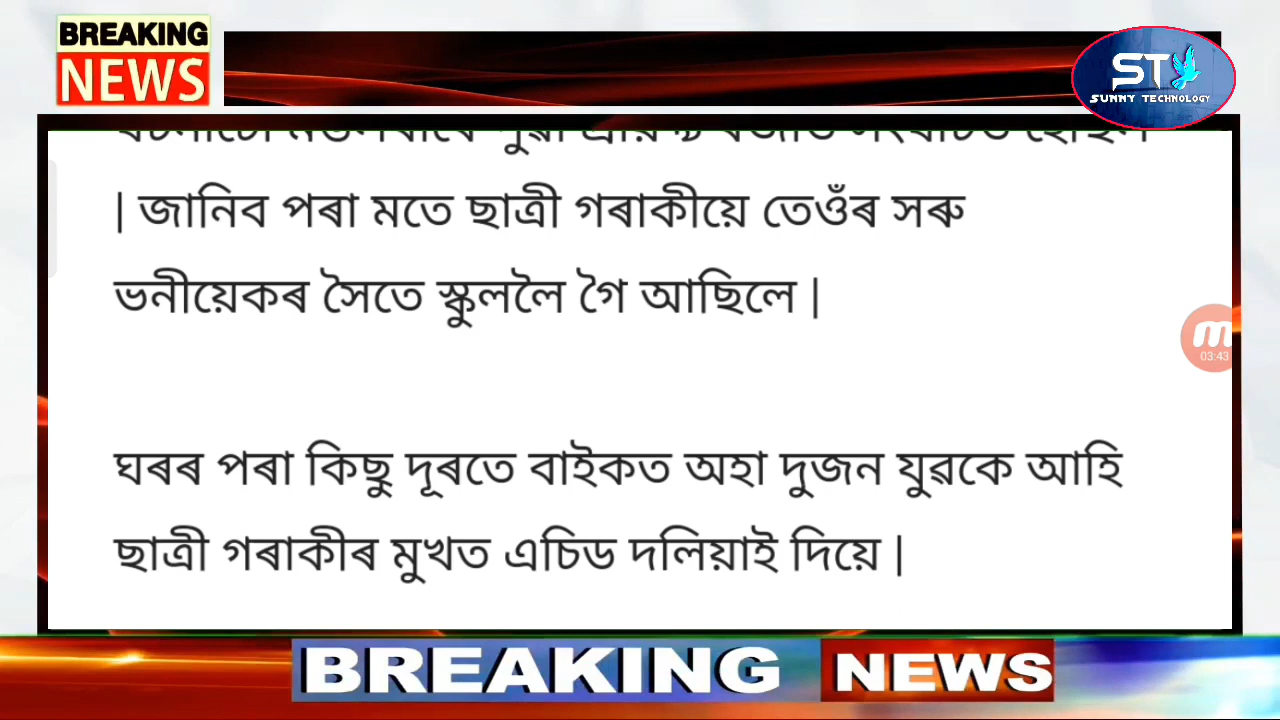 BREAKING
NEWS
ST
SUNNY TECHNOLOGY
| জানিব পৰা মতে ছাত্ৰী গৰাকীয়ে তেওঁৰ সৰু
ভনীয়েকৰ সৈতে স্কুললৈ গৈ আছিলে |
03:43
ঘৰৰ পৰা কিছু দূৰতে বাইকত অহা দুজন যুৱকে আহি
ছাত্ৰী গৰাকীৰ মুখত এচিড দলিয়াই দিয়ে |
BREAKING NEWS